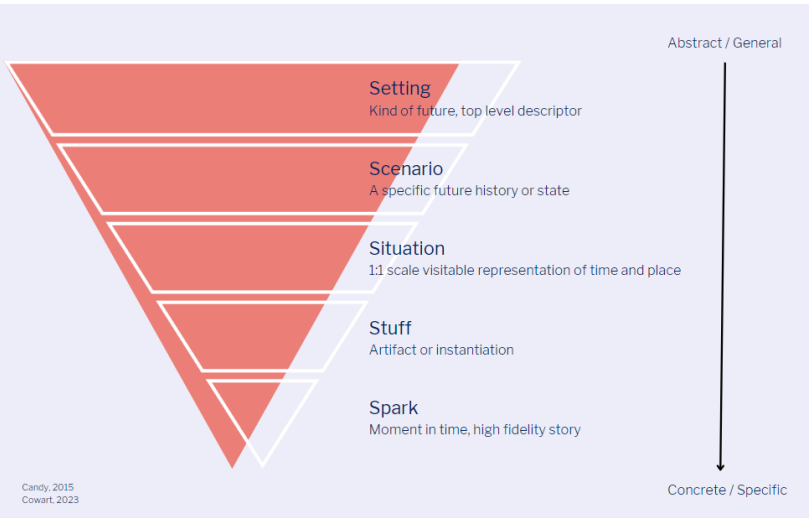 Abstract / General
Setting
Kind of future, top level descriptor
Scenario
A specific future history or state
Situation
1:1 scale visitable representation of time and place
Stuff
Artifact or instantiation
Spark
Moment in time, high fidelity story
Concrete / Specific
Candy, 2015
Cowart, 2023